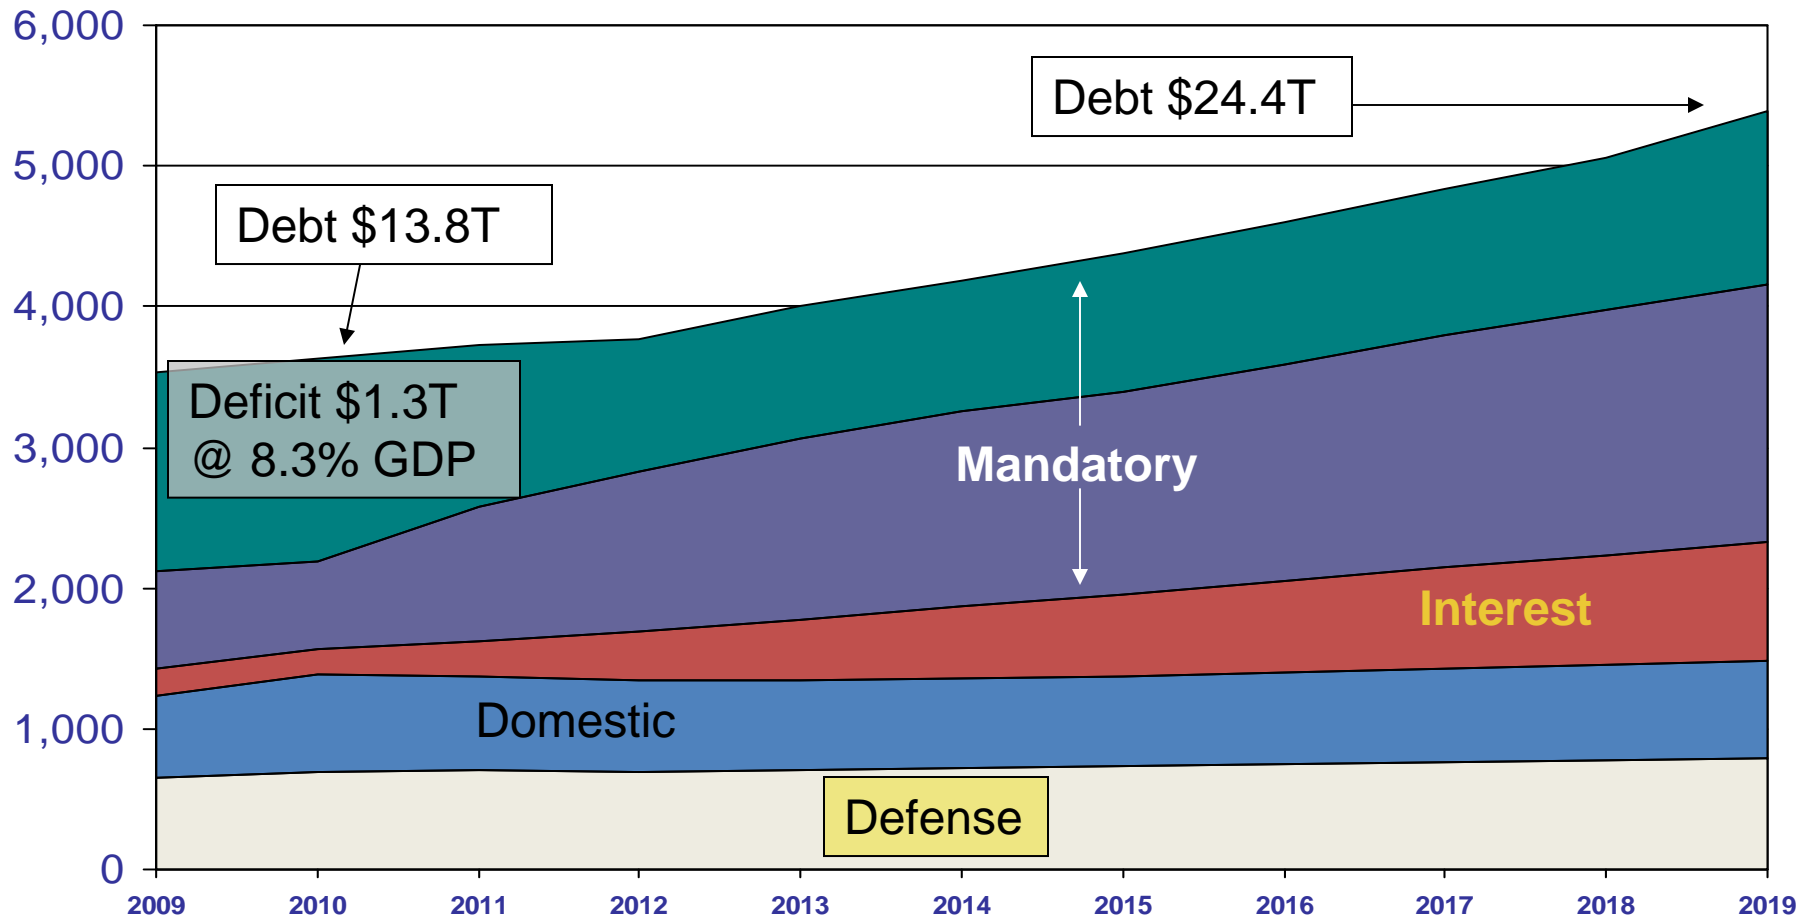 6,000
Debt $24.4T
5,000
Debt $13.8T
4,000
Deficit $1.3T
@ 8.3% GDP
3,000
Mandatory
2,000
Interest
1,000
Domestic
Defense
0
2009 2010 2011 2012 2013 2014 2015 2016 2017 2018 2019